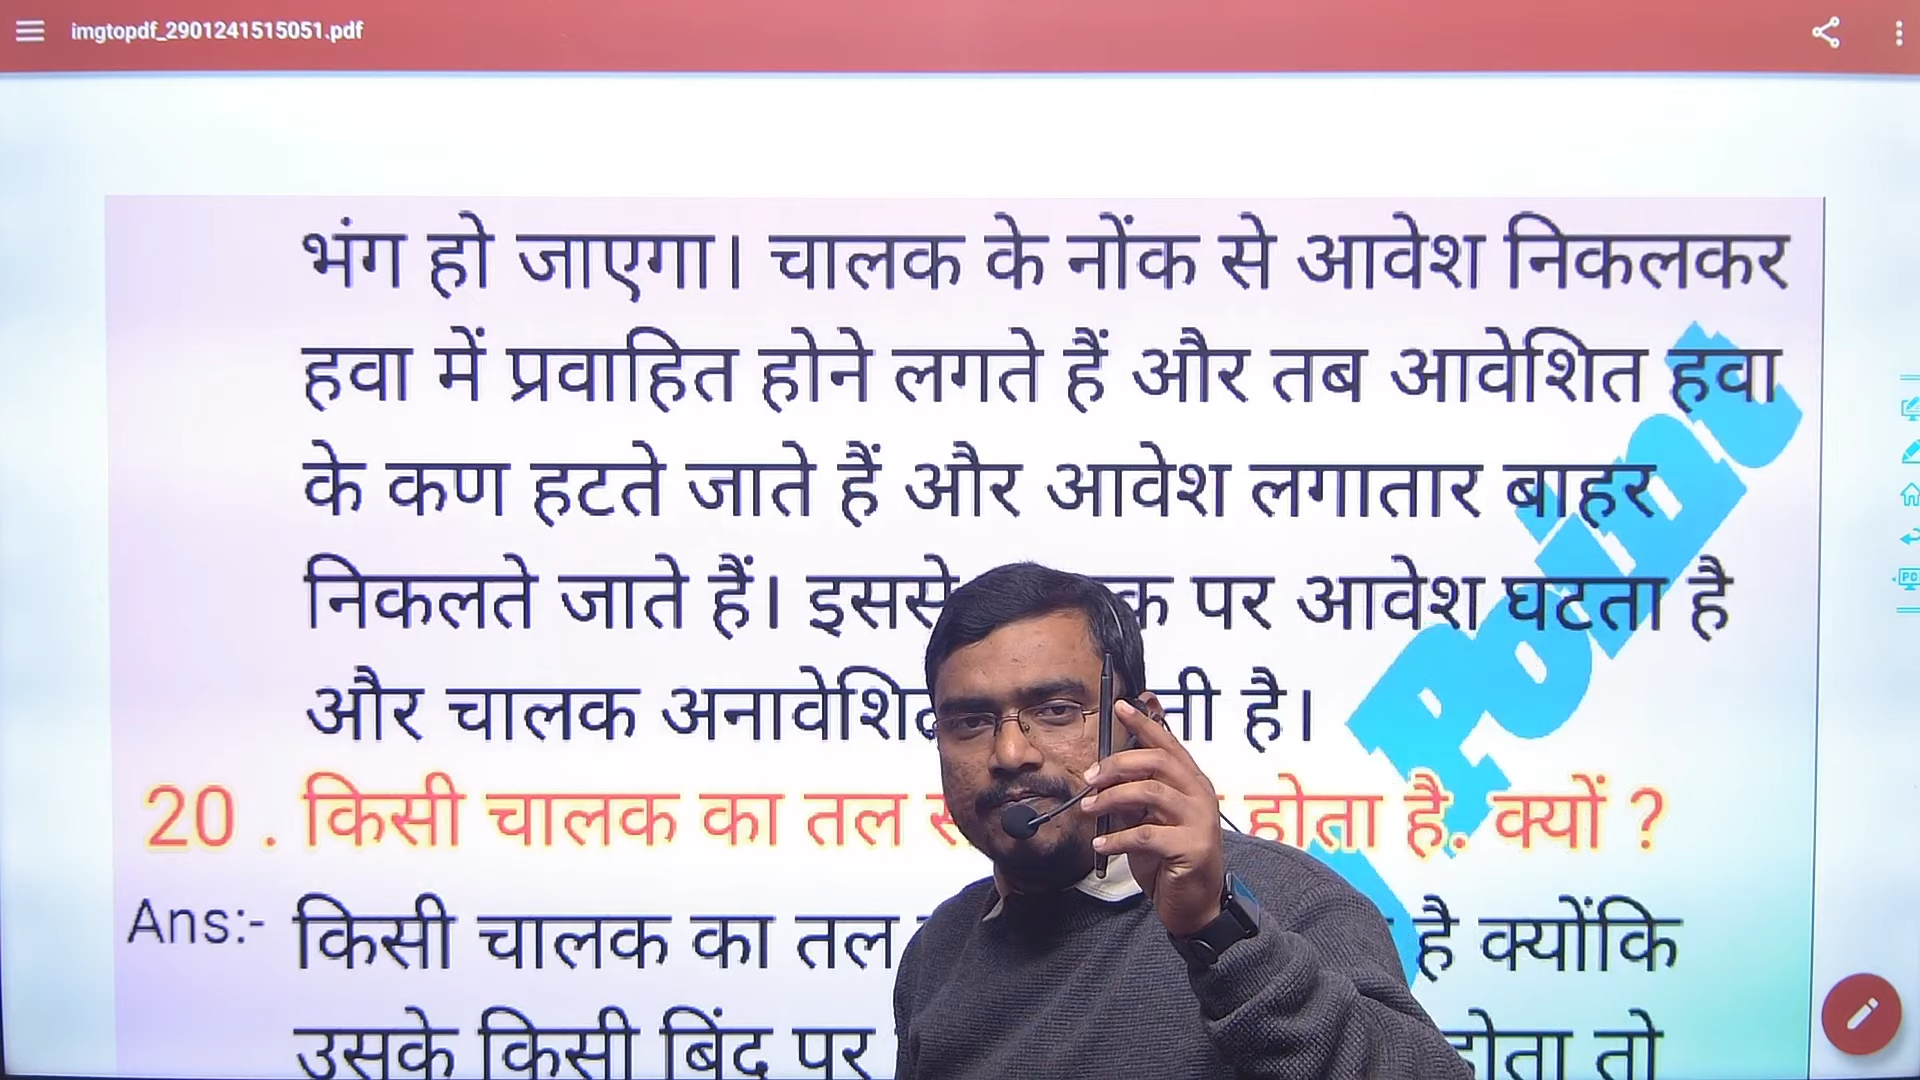 imgtopdf_2901241515051.pdf
भंग हो जाएगा। चालक के नोंक से आवेश निकलकर
हवा में प्रवाहित होने लगते हैं और तब आवेशित हवा
के कण हटते जाते हैं और आवेश लगातार बाहर
निकलते जाते हैं। इससे पर आवेश घटता है
और चालक है।
20 . किसी चालक का तल होता है. क्यों ?
Ans:- किसी चालक का तल है क्योंकि
उसके किसी बिंदु पर होता तो
Point